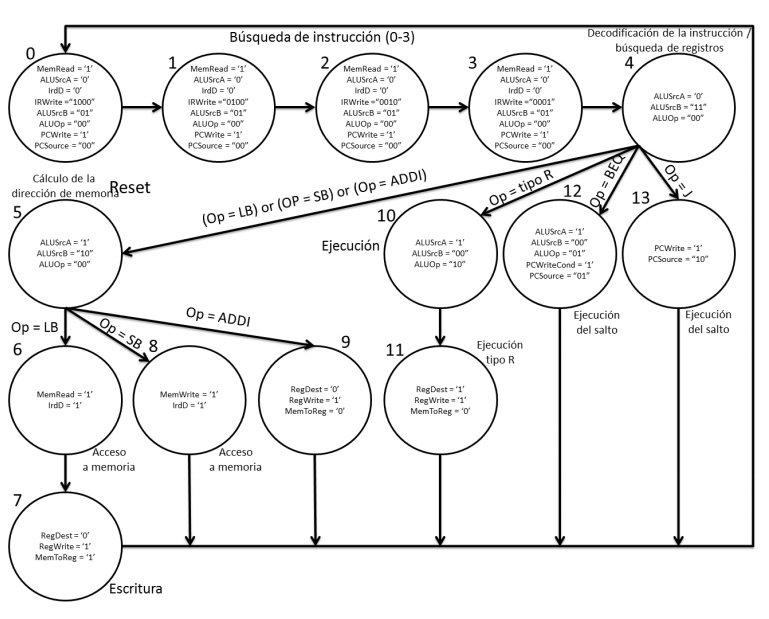 Búsqueda de instrucción (0-3)
Decodificación de la instrucción /
búsqueda de registros
0
MemRead = '1'
ALUSrcA = '0'
IrdD = '0'
IRWrite ="1000"
ALUSrcB = "01"
ALUOp = "00"
PCWrite = '1'
PCSource = "00"
1
MemRead = '1'
ALUSrcA = '0'
IrdD = '0'
IRWrite ="0100"
ALUSrcB = "01"
ALUOp = "00"
PCWrite = '1'
PCSource = "00"
2
MemRead = '1'
ALUSrcA = '0'
IrdD = '0'
IRWrite ="0010"
ALUSrcB = "01"
ALUOp = "00"
PCWrite = '1'
PCSource = "00"
3
MemRead = '1'
ALUSrcA = '0'
IrdD = '0'
IRWrite ="0001"
ALUSrcB = "01"
ALUOp = "00"
PCWrite = '1'
PCSource = "00"
4
ALUSrcA = '0'
ALUSrcB = "11"
ALUOp = "00"
Cálculo de la
dirección de memoria
Reset
(Op = LB) or (OP = SB) or (Op = ADDI)
Op = tipo R
Op = BEQ
Op = J
5
ALUSrcA = '1'
ALUSrcB = "10"
ALUOp = "00"
Ejecución
10
ALUSrcA = '1'
ALUSrcB = "00"
ALUOp = "10"
12
ALUSrcA = '1'
ALUSrcB = "00"
ALUOp = "01"
PCWriteCond = '1'
PCSource = "01"
Ejecución
del salto
13
PCWrite = '1'
PCSource = "10"
Ejecución
del salto
Op = LB
Op = SB
Op = ADDI
6
MemRead = '1'
IrdD = '1'
Acceso
a memoria
8
MemWrite = '1'
IrdD = '1'
Acceso
a memoria
9
RegDest = '0'
RegWrite = '1'
MemToReg = '0'
11
Ejecución
tipo R
RegDest = '1'
RegWrite = '1'
MemToReg = '0'
7
RegDest = '0'
RegWrite = '1'
MemToReg = '1'
Escritura